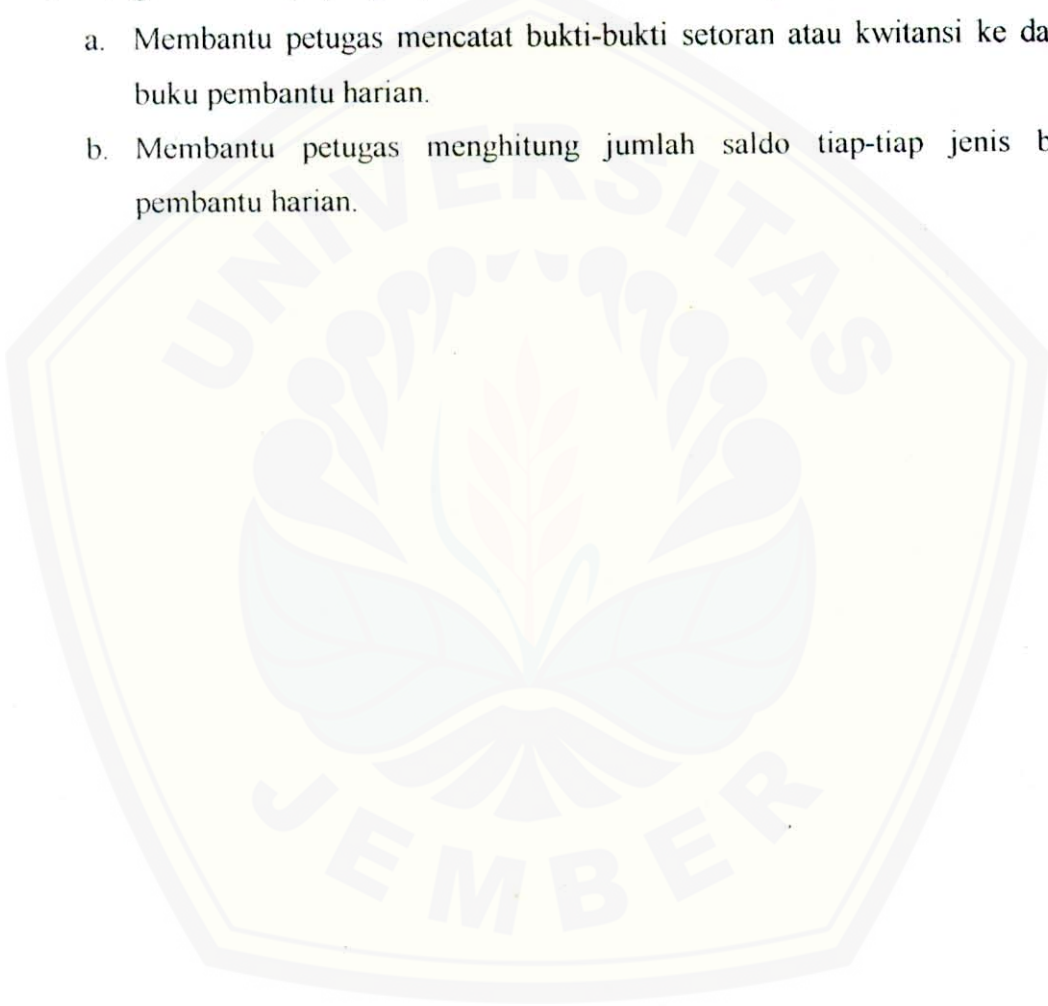 a. Membantu petugas mencatat bukti-bukti setoran atau kwitansi ke da
buku pembantu harian.
b. Membantu petugas menghitung jumlah saldo tiap-tiap jenis b
pembantu harian.
UNIVERSITAS
JEMBER